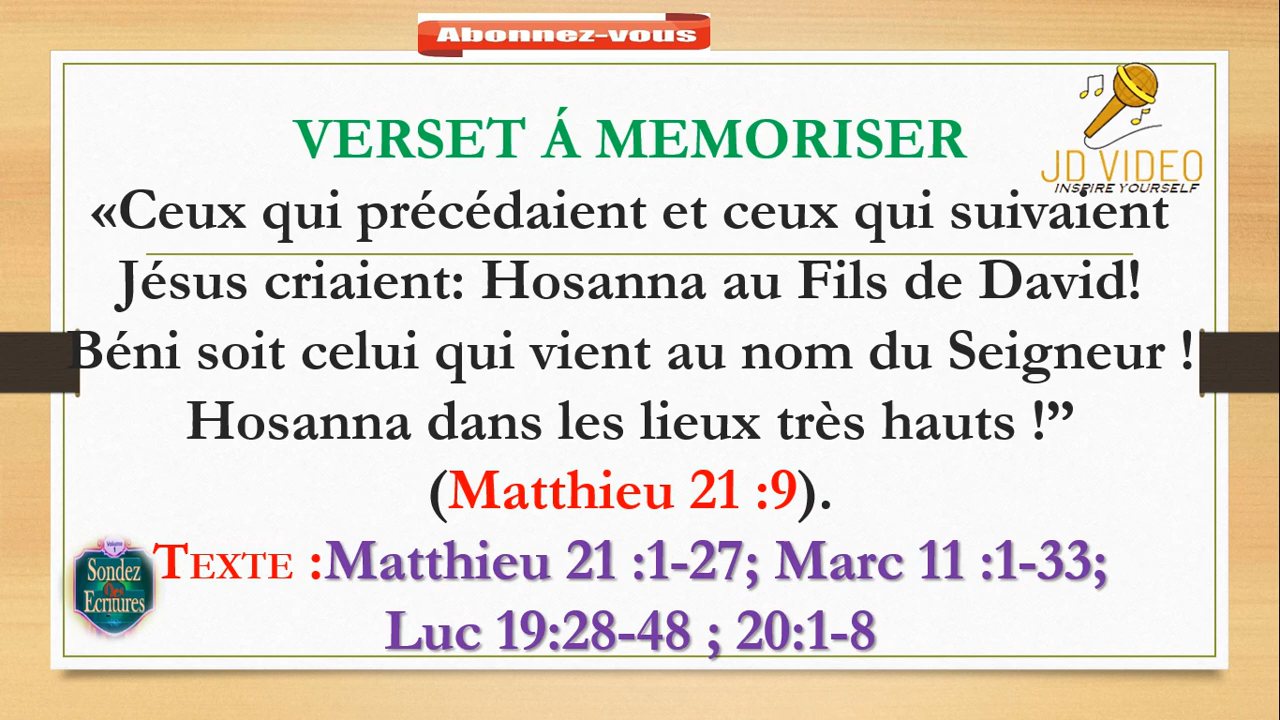 Abonnez-vous
JD VIDEO
INSPIRE YOURSELF
VERSET Á MEMORISER
«Ceux qui précédaient et ceux qui suivaient
Jésus criaient: Hosanna au Fils de David!
Béni soit celui qui vient au nom du Seigneur !
Hosanna dans les lieux très hauts !”
(Matthieu 21 :9).
TEXTE :Matthieu 21 :1-27; Marc 11 :1-33;
Luc 19:28-48 ; 20:1-8
Sondez
Ecritures